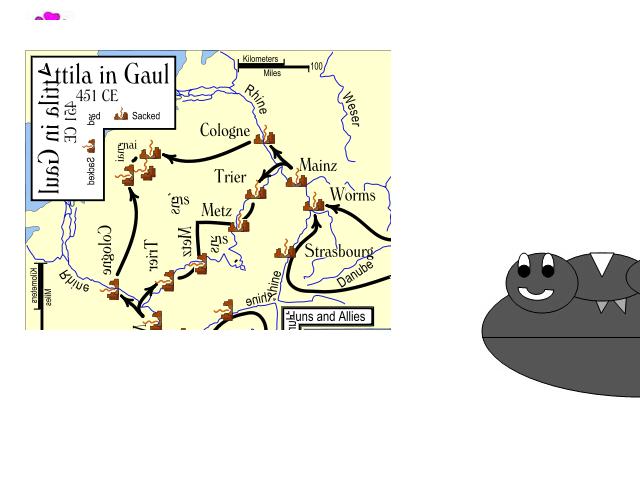 Attila in Gaul
451 CE
Sacked
Kilometers
100
Miles
Rhine
Weser
Cologne
Mainz
Trier
Worms
Metz
Strasbourg
Danube
Huns and Allies
Attila in Gaul
451 CE
Sacked
Cologne
Trier
Metz
Rhine
Kilometers
Miles
Rhine